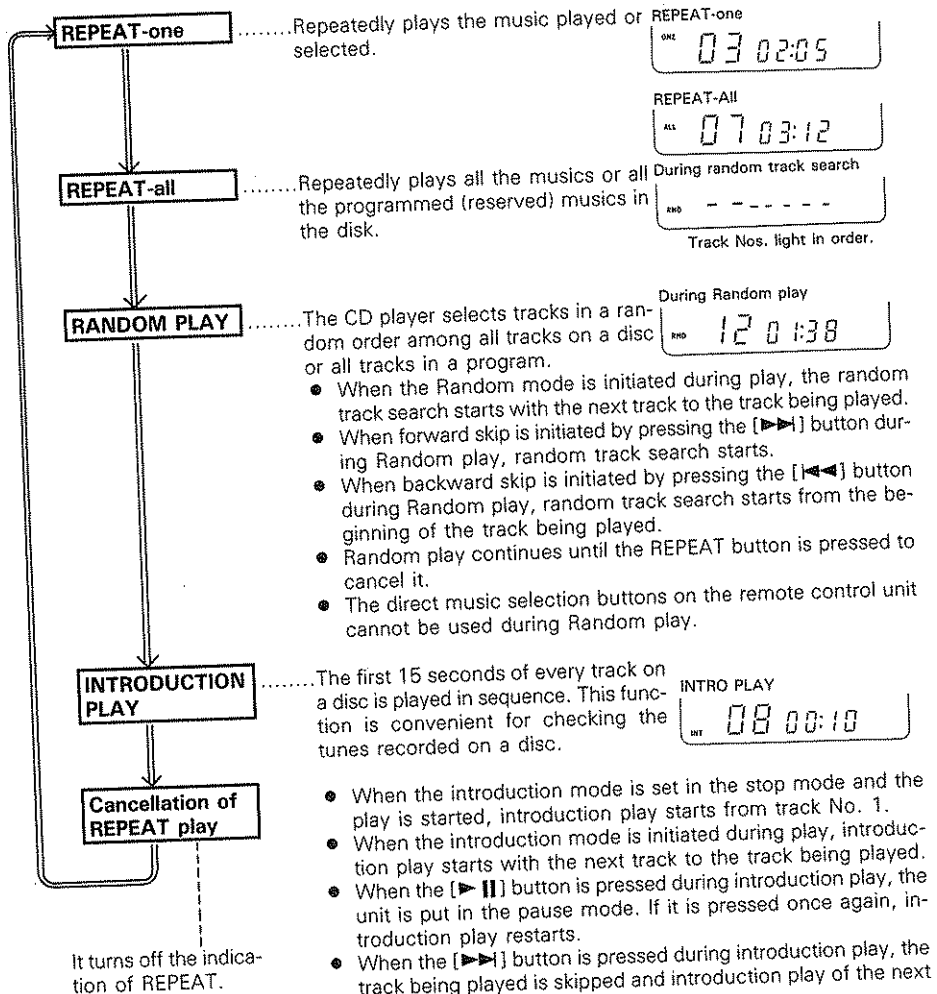 REPEAT-one
........Repeatedly plays the music played or
selected.
REPEAT-one
ONE 03 02:05
REPEAT-All
ALL 07 03:12
REPEAT-all
........Repeatedly plays all the musics or all
the programmed (reserved) musics in
the disk.
During random track search
RND - - - - - - -
Track Nos. light in order.
RANDOM PLAY
........The CD player selects tracks in a ran-
dom order among all tracks on a disc
or all tracks in a program.
During Random play
RND 12 01:38
● When the Random mode is initiated during play, the random
track search starts with the next track to the track being played.
● When forward skip is initiated by pressing the [▶▶|] button dur-
ing Random play, random track search starts.
● When backward skip is initiated by pressing the [|◀◀] button
during Random play, random track search starts from the be-
ginning of the track being played.
● Random play continues until the REPEAT button is pressed to
cancel it.
● The direct music selection buttons on the remote control unit
cannot be used during Random play.
INTRODUCTION
PLAY
........The first 15 seconds of every track on
a disc is played in sequence. This func-
tion is convenient for checking the
tunes recorded on a disc.
INTRO PLAY
INT 08 00:10
Cancellation of
REPEAT play
It turns off the indica-
tion of REPEAT.
● When the introduction mode is set in the stop mode and the
play is started, introduction play starts from track No. 1.
● When the introduction mode is initiated during play, introduc-
tion play starts with the next track to the track being played.
● When the [▶ ||] button is pressed during introduction play, the
unit is put in the pause mode. If it is pressed once again, in-
troduction play restarts.
● When the [▶▶|] button is pressed during introduction play, the
track being played is skipped and introduction play of the next